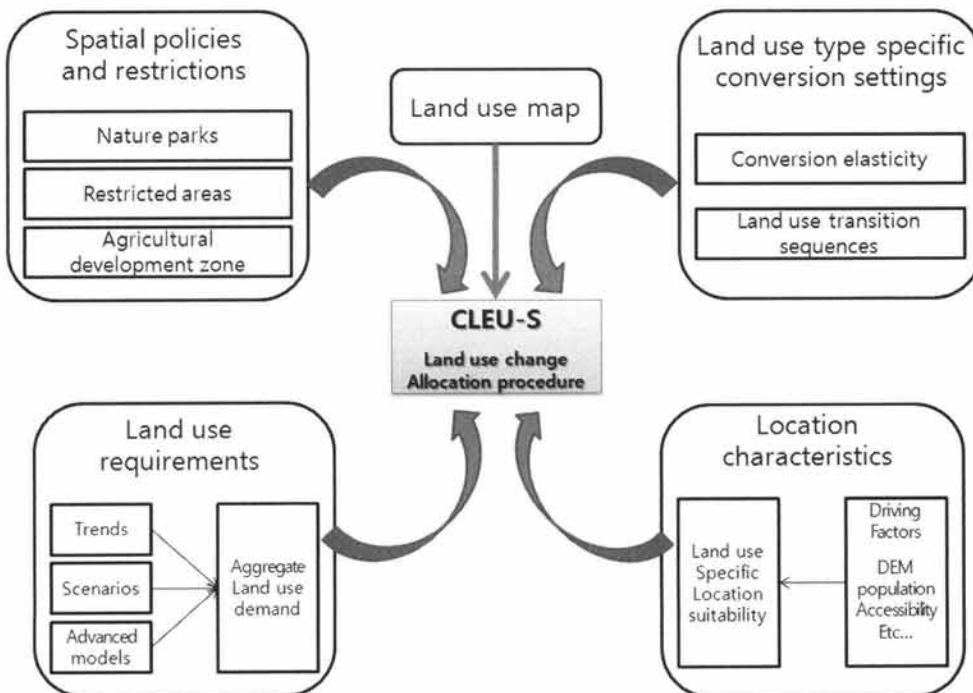 Spatial policies
and restrictions
Nature parks
Restricted areas
Agricultural
development zone
Land use map
Land use type specific
conversion settings
Conversion elasticity
Land use transition
sequences
CLEU-S
Land use change
Allocation procedure
Land use
requirements
Trends
Scenarios
Advanced
models
Aggregate
Land use
demand
Location
characteristics
Land use
Specific
Location
suitability
Driving
Factors
DEM
population
Accessibility
Etc...